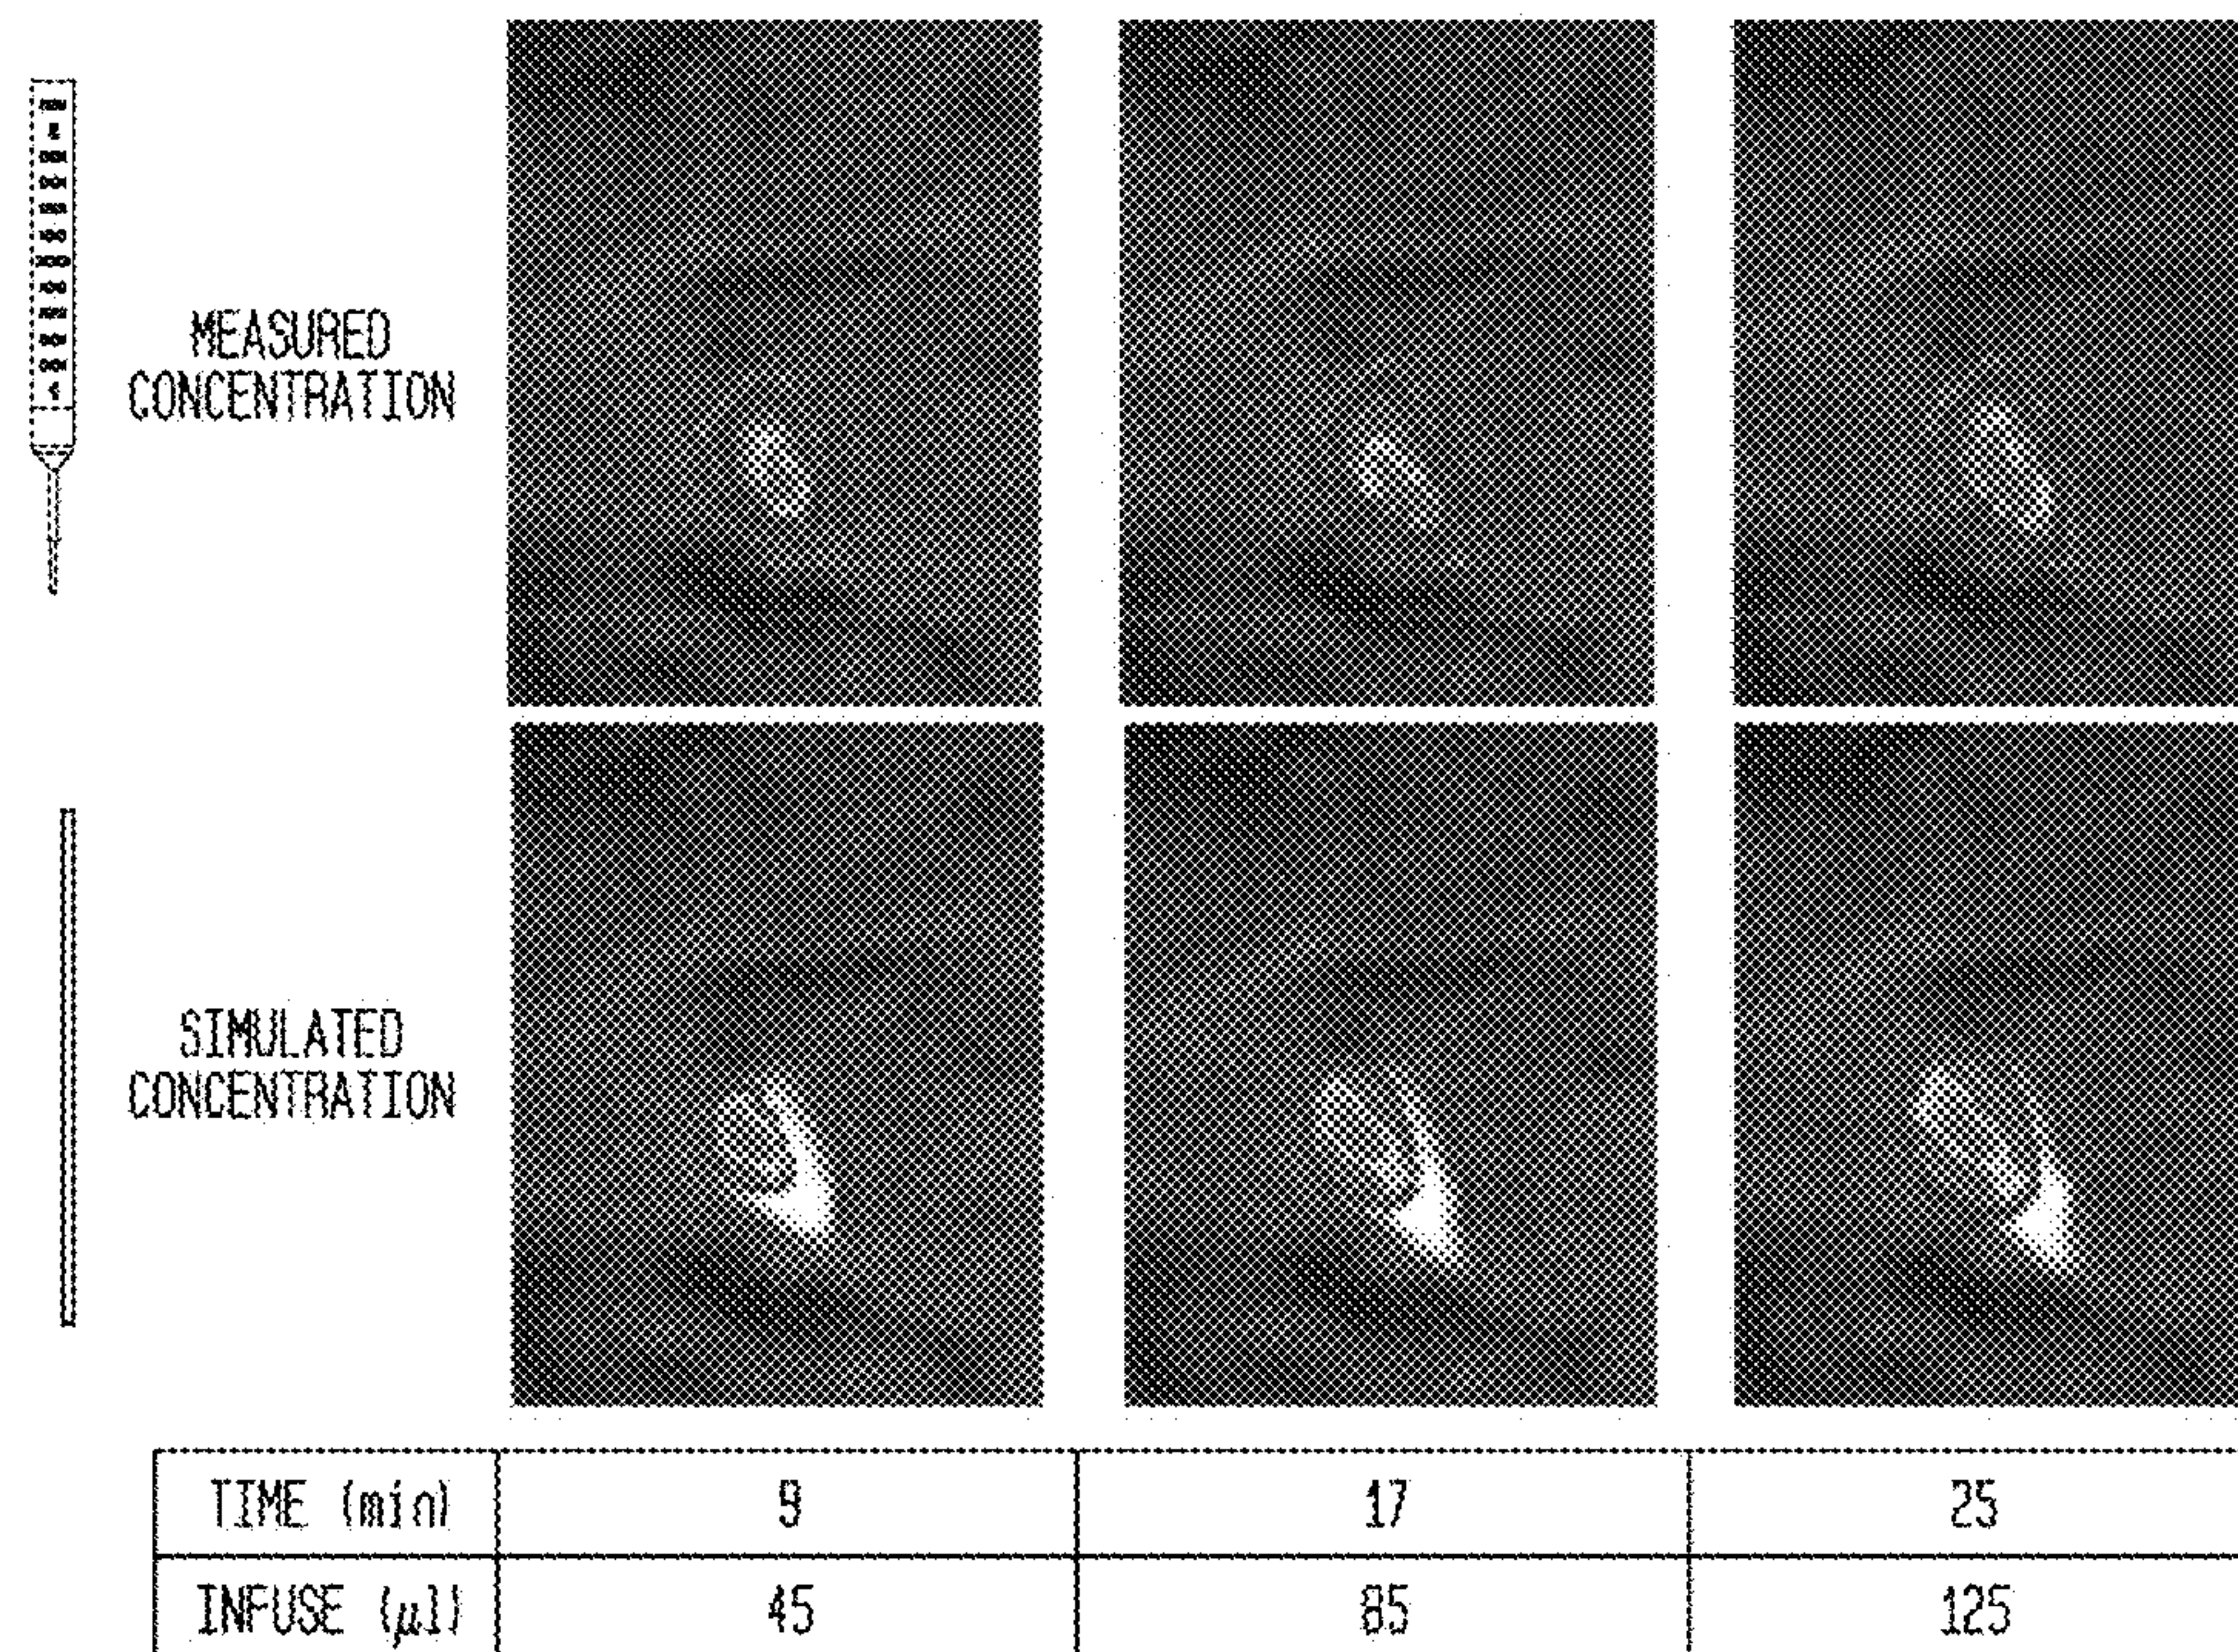 MEASURED
CONCENTRATION
SIMULATED
CONCENTRATION
TIME (min) 9 17 25
INFUSE (µl) 45 85 125